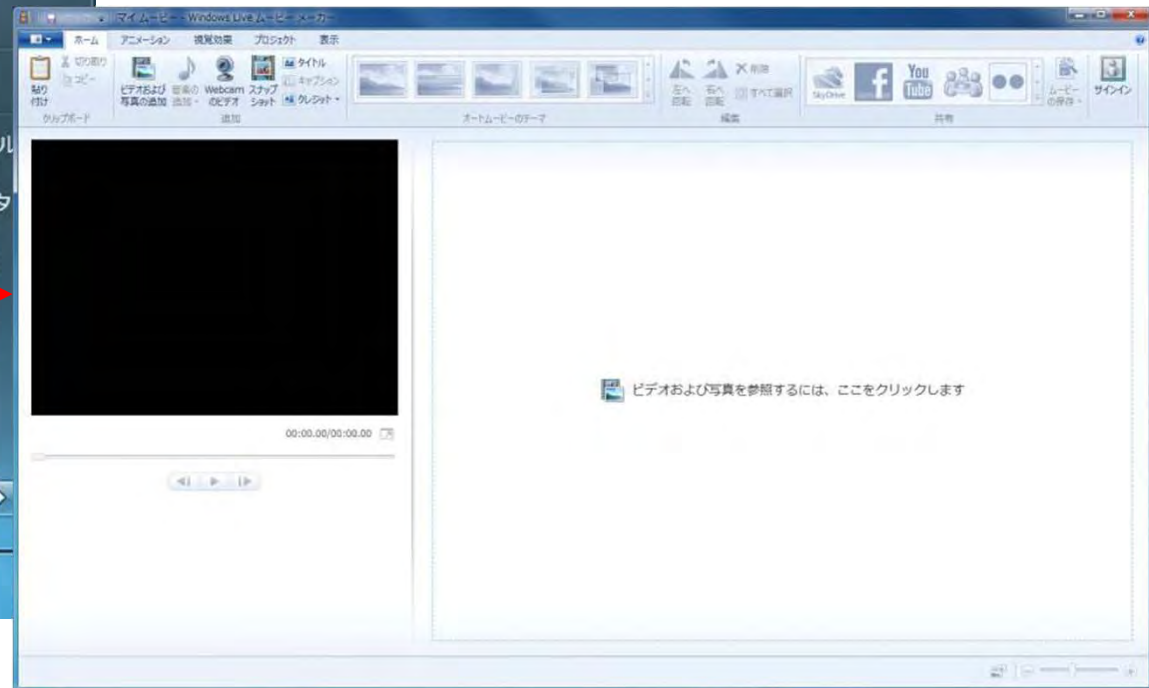 マイ ムービー - Windows Live ムービー メーカー
ホーム アニメーション 視覚効果 プロジェクト 表示
貼り付け
切り取り
コピー
クリップボード
ビデオおよび
写真の追加
音楽の
追加
Webcam
のビデオ
スナップ
ショット
タイトル
キャプション
クレジット
追加
オートムービーのテーマ
左へ
回転
右へ
回転
削除
すべて選択
編集
SkyDrive
f
You
Tube
共有
ムービー
の保存
サインイン
ル
タ
ビデオおよび写真を参照するには、ここをクリックします
00:00.00/00:00.00